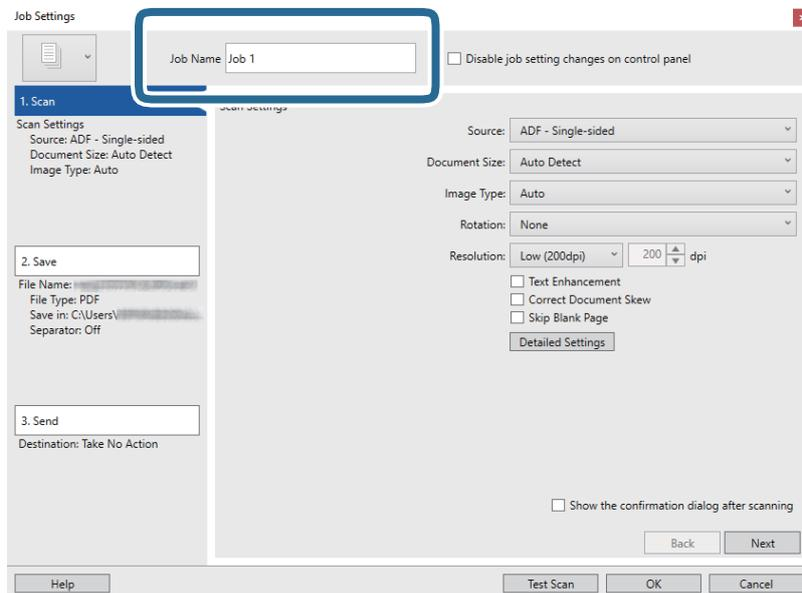 Job Settings
Job Name Job 1
Disable job setting changes on control panel
1. Scan
Scan Settings
Source: ADF - Single-sided
Document Size: Auto Detect
Image Type: Auto
2. Save
File Name:
File Type: PDF
Save in: C:\Users\
Separator: Off
3. Send
Destination: Take No Action
Scan Settings
Source: ADF - Single-sided
Document Size: Auto Detect
Image Type: Auto
Rotation: None
Resolution: Low (200dpi) 200 dpi
Text Enhancement
Correct Document Skew
Skip Blank Page
Detailed Settings
Show the confirmation dialog after scanning
Back Next
Help Test Scan OK Cancel